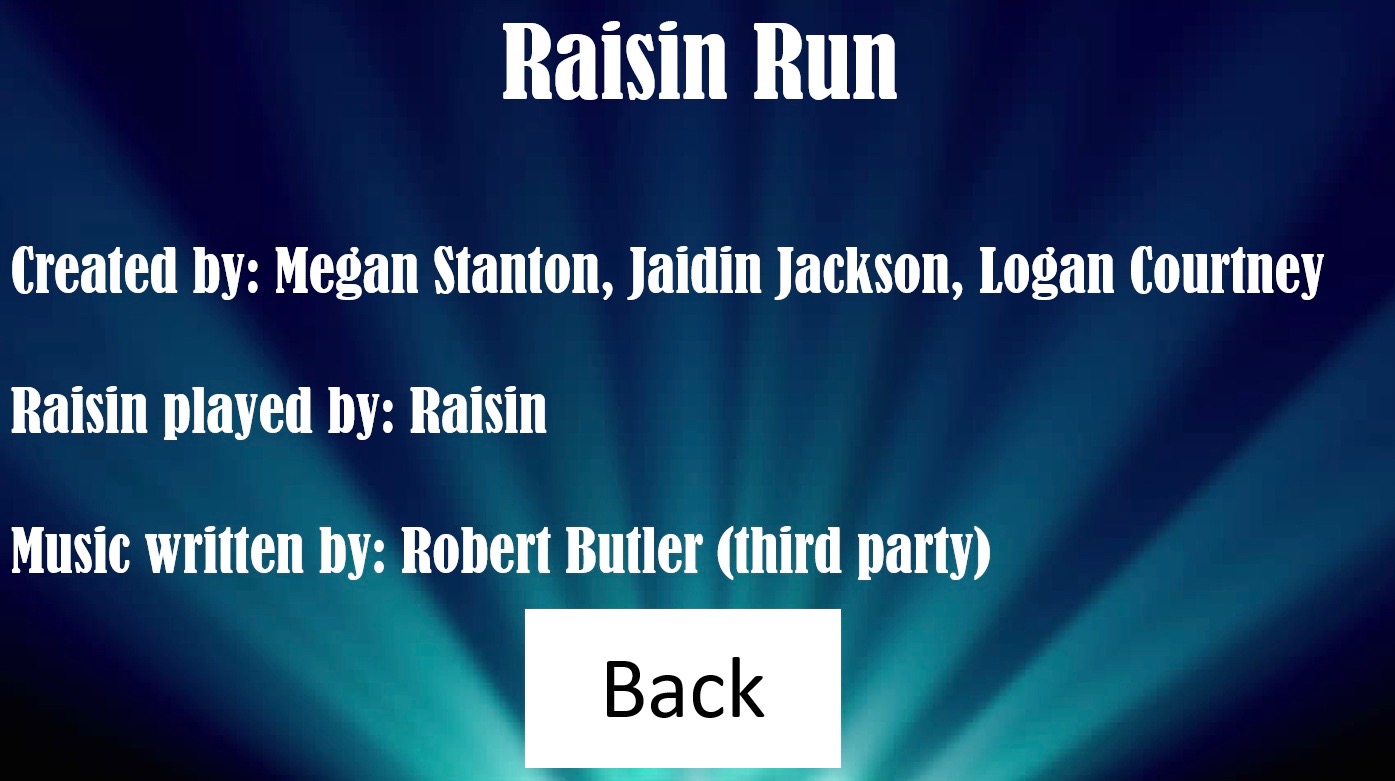 Raisin Run
Created by: Megan Stanton, Jaidin Jackson, Logan Courtney
Raisin played by: Raisin
Music written by: Robert Butler (third party)
Back